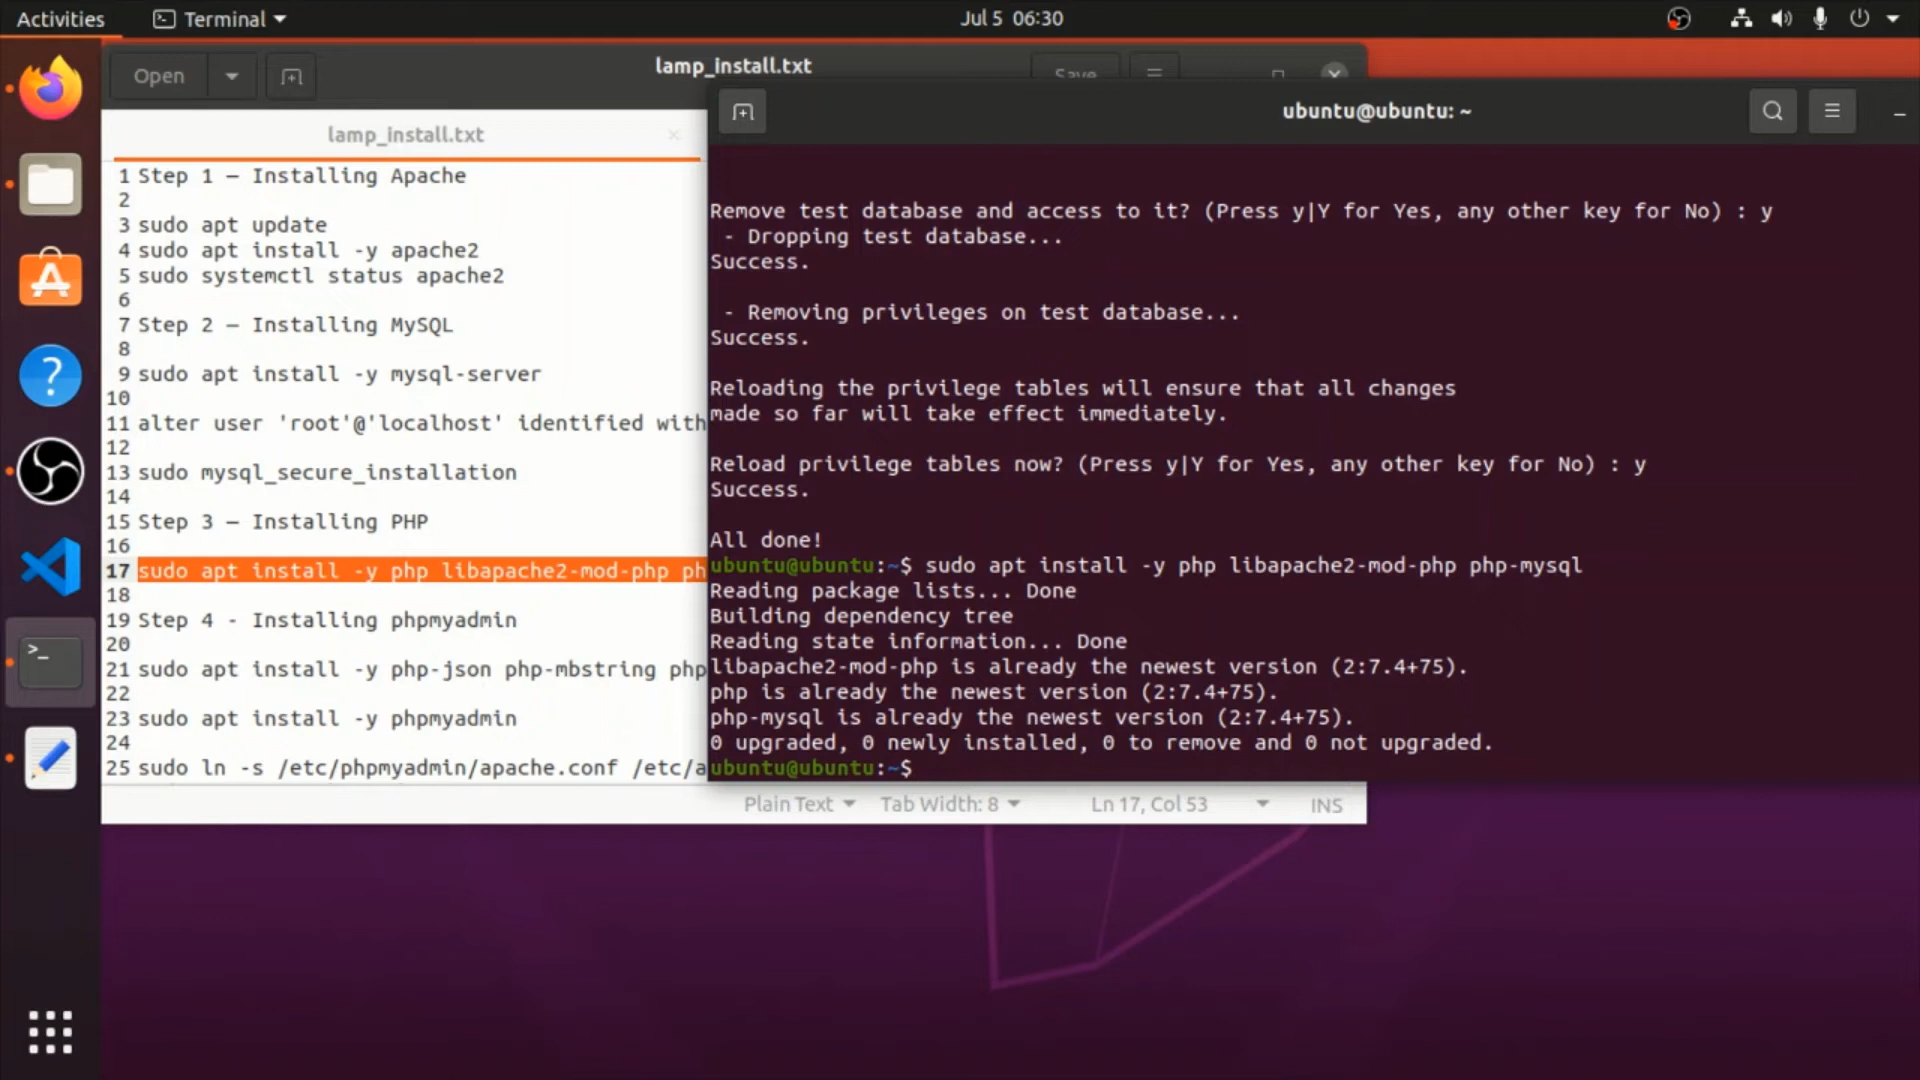 Activities
Terminal
Jul 5 06:30
Open
lamp_install.txt
Save
lamp_install.txt
1 Step 1 – Installing Apache
2
3 sudo apt update
4 sudo apt install -y apache2
5 sudo systemctl status apache2
6
7 Step 2 – Installing MySQL
8
9 sudo apt install -y mysql-server
10
11 alter user 'root'@'localhost' identified with
12
13 sudo mysql_secure_installation
14
15 Step 3 – Installing PHP
16
17 sudo apt install -y php libapache2-mod-php ph
18
19 Step 4 - Installing phpmyadmin
20
21 sudo apt install -y php-json php-mbstring php
22
23 sudo apt install -y phpmyadmin
24
25 sudo ln -s /etc/phpmyadmin/apache.conf /etc/a
Plain Text
Tab Width: 8
Ln 17, Col 53
INS
ubuntu@ubuntu: ~
Remove test database and access to it? (Press y|Y for Yes, any other key for No) : y
- Dropping test database...
Success.
- Removing privileges on test database...
Success.
Reloading the privilege tables will ensure that all changes
made so far will take effect immediately.
Reload privilege tables now? (Press y|Y for Yes, any other key for No) : y
Success.
All done!
ubuntu@ubuntu:~$ sudo apt install -y php libapache2-mod-php php-mysql
Reading package lists... Done
Building dependency tree
Reading state information... Done
libapache2-mod-php is already the newest version (2:7.4+75).
php is already the newest version (2:7.4+75).
php-mysql is already the newest version (2:7.4+75).
0 upgraded, 0 newly installed, 0 to remove and 0 not upgraded.
ubuntu@ubuntu:~$